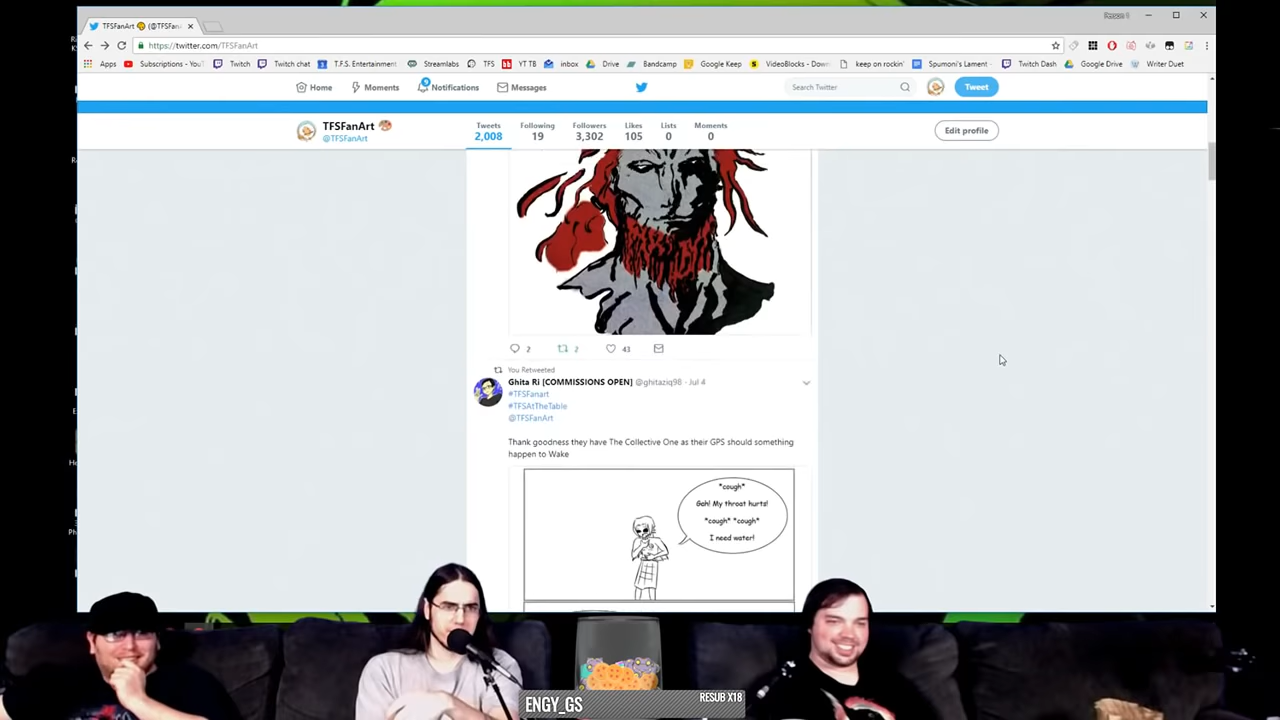 TFSFanArt (@TFSFan
Person 1
https://twitter.com/TFSFanArt
Apps Subscriptions - You Twitch Twitch chat T.F.S. Entertainment Streamlabs TFS YT TB inbox Drive Bandcamp Google Keep VideoBlocks - Down keep on rockin' Spumoni's Lament Twitch Dash Google Drive Writer Duet
Home Moments Notifications Messages Search Twitter Tweet
TFSFanArt
@TFSFanArt
Tweets Following Followers Likes Lists Moments
2,008 19 3,302 105 0 0
Edit profile
2 2 43
You Retweeted
Ghita Ri [COMMISSIONS OPEN] @ghitaziq98 · Jul 4
#TFSFanart
#TFSAtTheTable
@TFSFanArt
Thank goodness they have The Collective One as their GPS should something
happen to Wake
*cough*
Gah! My throat hurts!
*cough* *cough*
I need water!
ENGY_GS RESUB X18